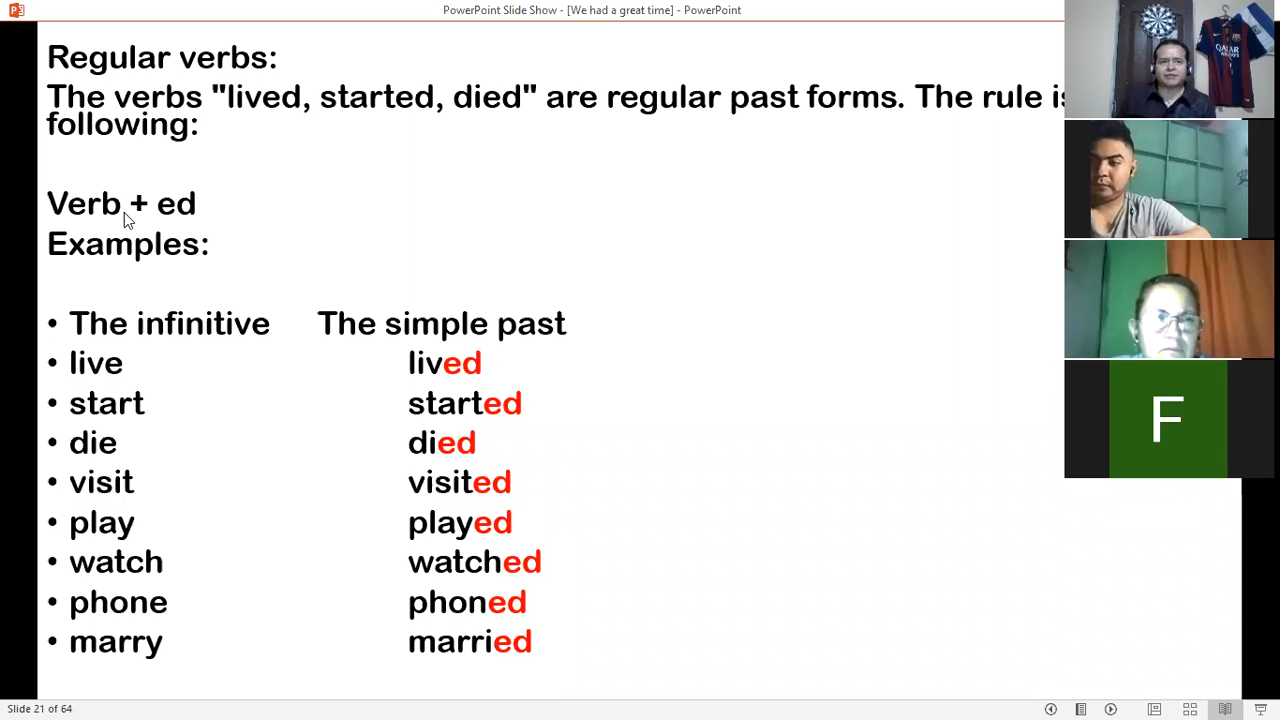 PowerPoint Slide Show - [We had a great time] - PowerPoint
Regular verbs:
The verbs "lived, started, died" are regular past forms. The rule is
following:
Verb + ed
Examples:
• The infinitive The simple past
• live lived
• start started
• die died
• visit visited
• play played
• watch watched
• phone phoned
• marry married
F
Slide 21 of 64